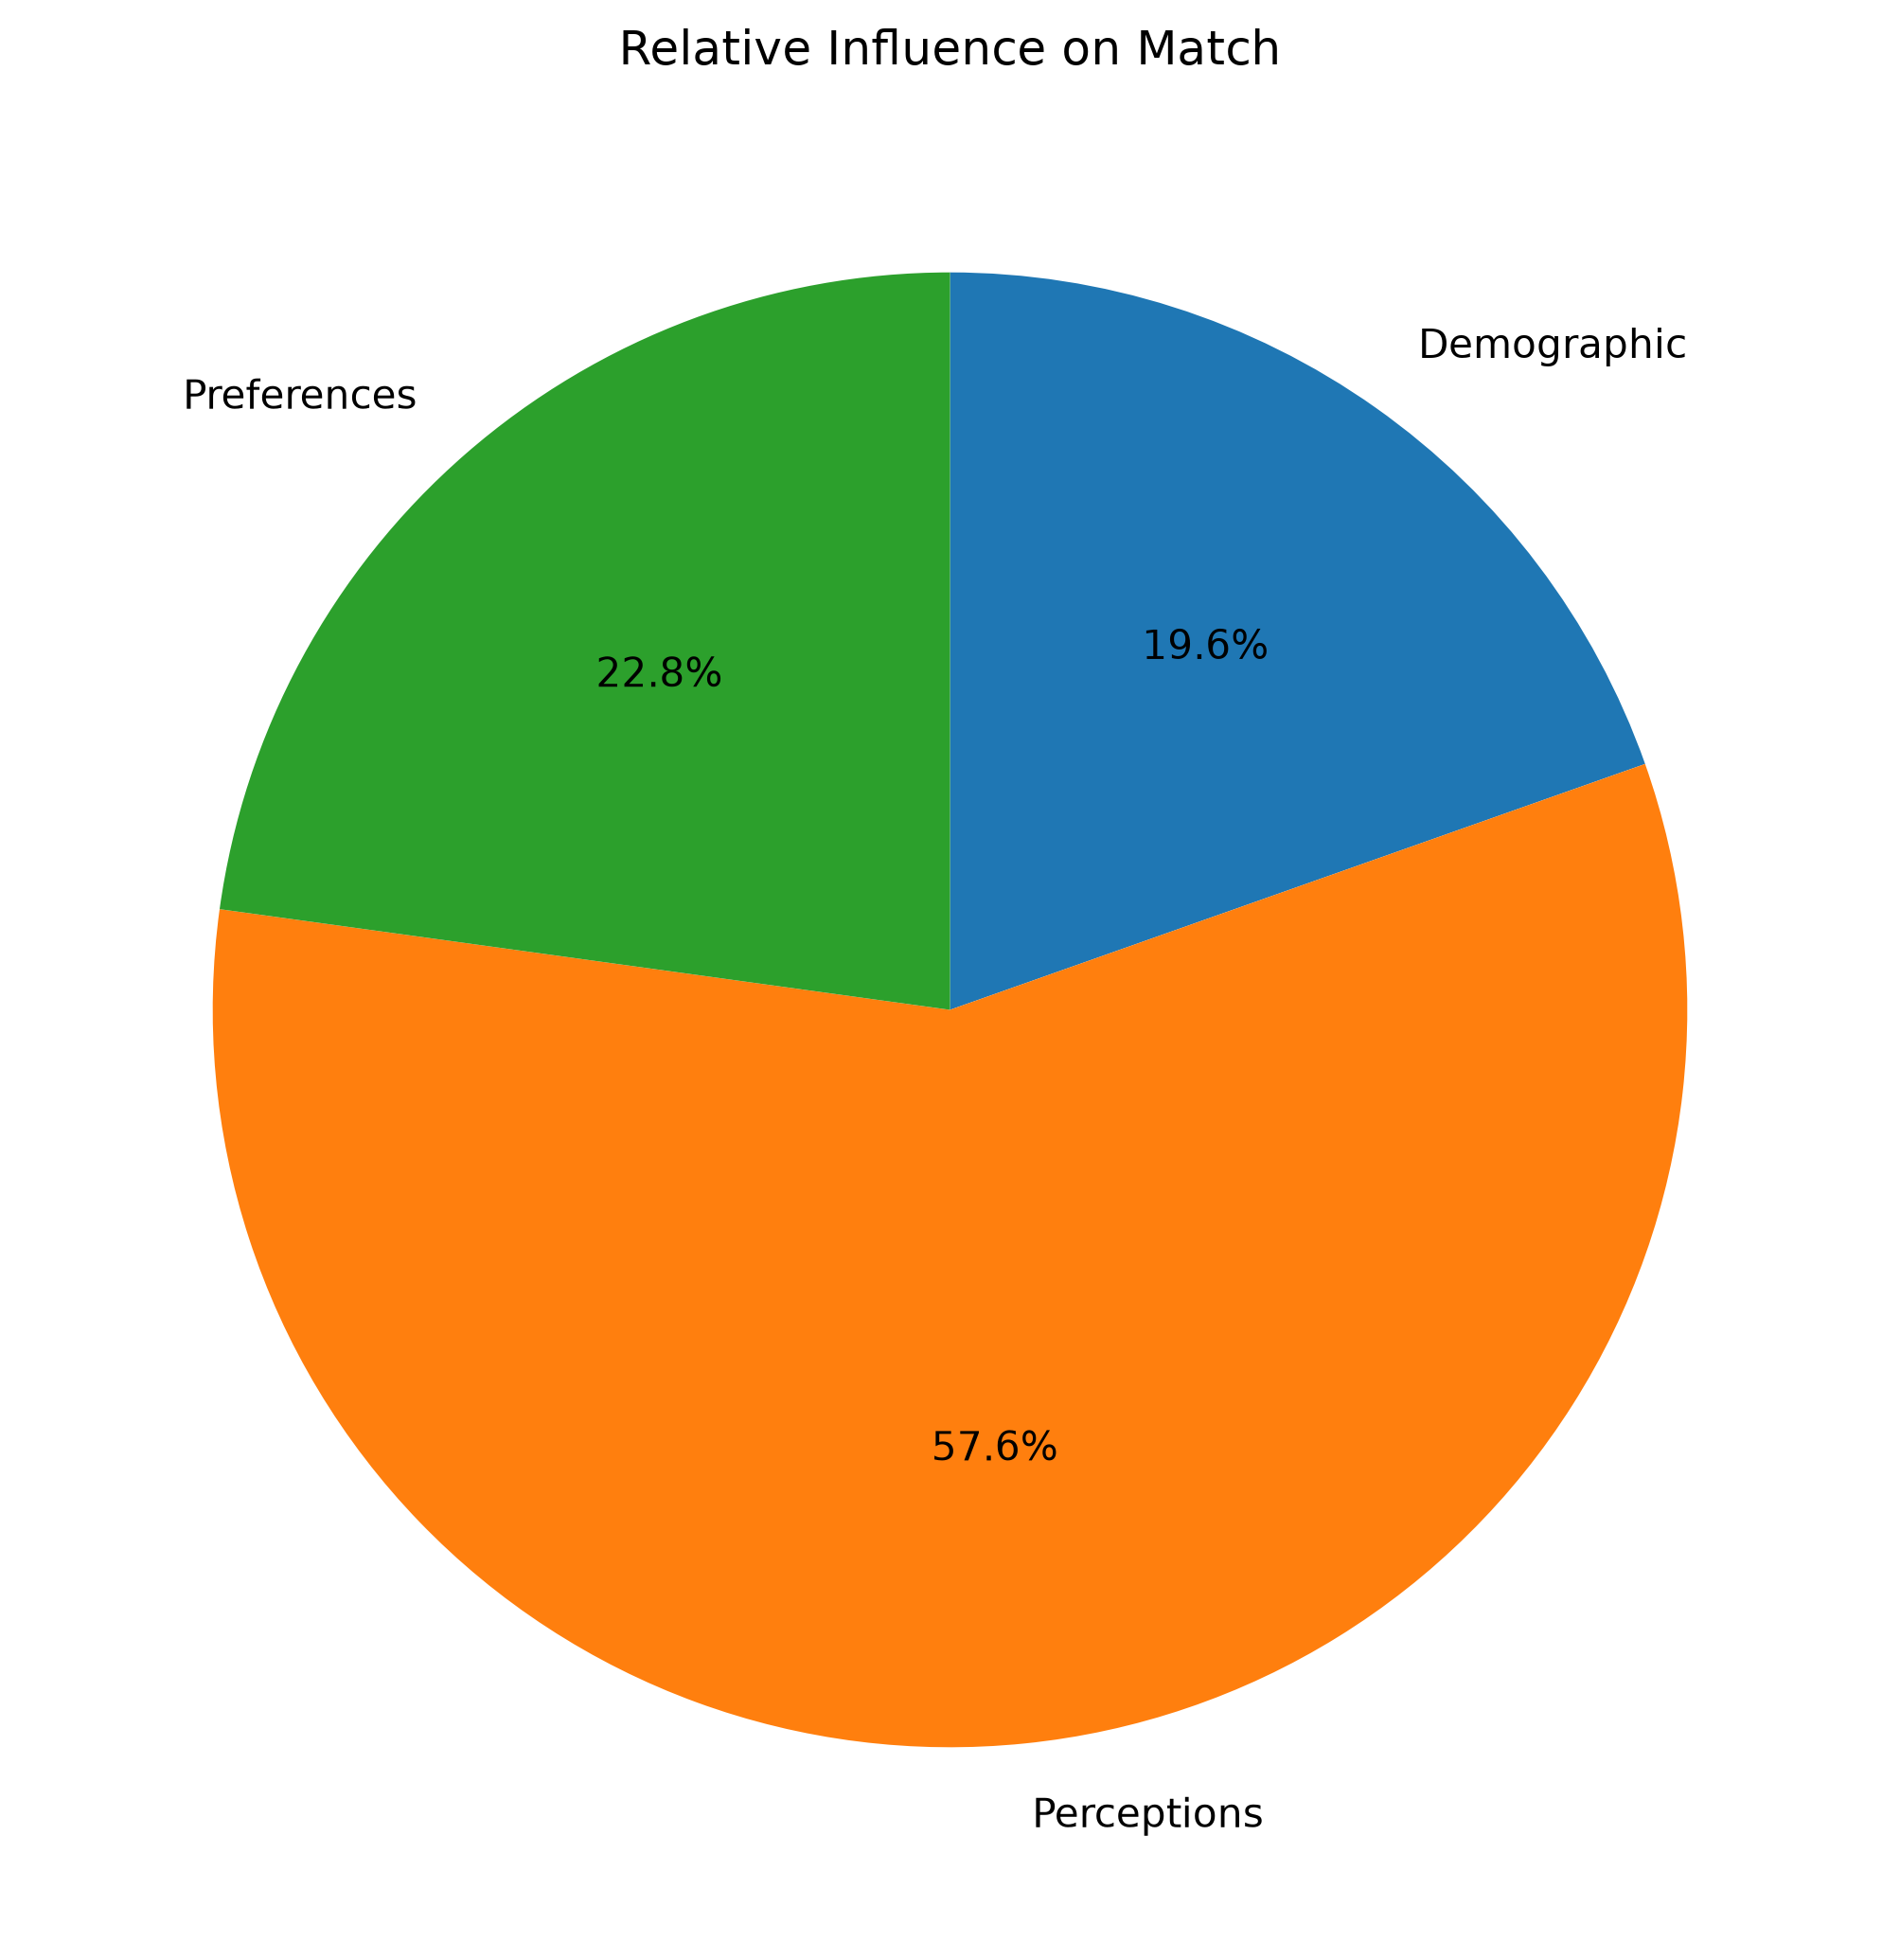 Relative Influence on Match
Demographic
Preferences
19.6%
22.8%
57.6%
Perceptions